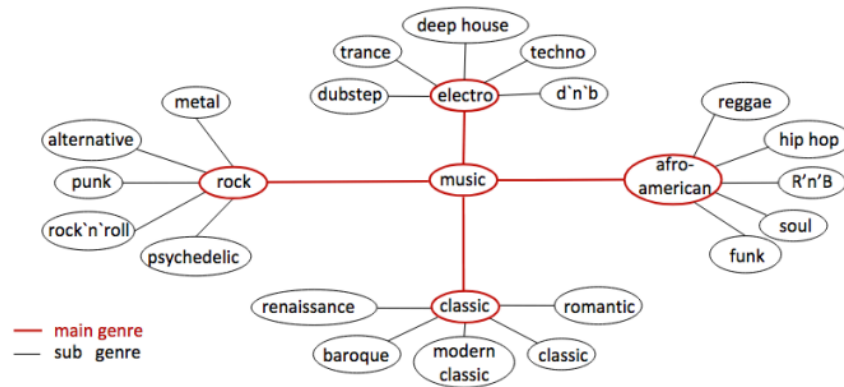 deep house
trance
techno
dubstep
electro
d`n`b
metal
reggae
alternative
hip hop
punk
rock
music
afro-
american
R’n’B
rock`n`roll
soul
psychedelic
funk
renaissance
classic
romantic
baroque
modern
classic
classic
main genre
sub genre